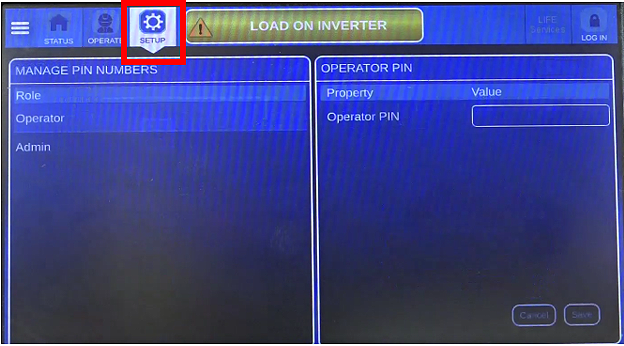 STATUS
OPERATE
SETUP
LOAD ON INVERTER
LIFE
Services
LOG IN
MANAGE PIN NUMBERS
Role
Operator
Admin
OPERATOR PIN
Property Value
Operator PIN
Cancel Save